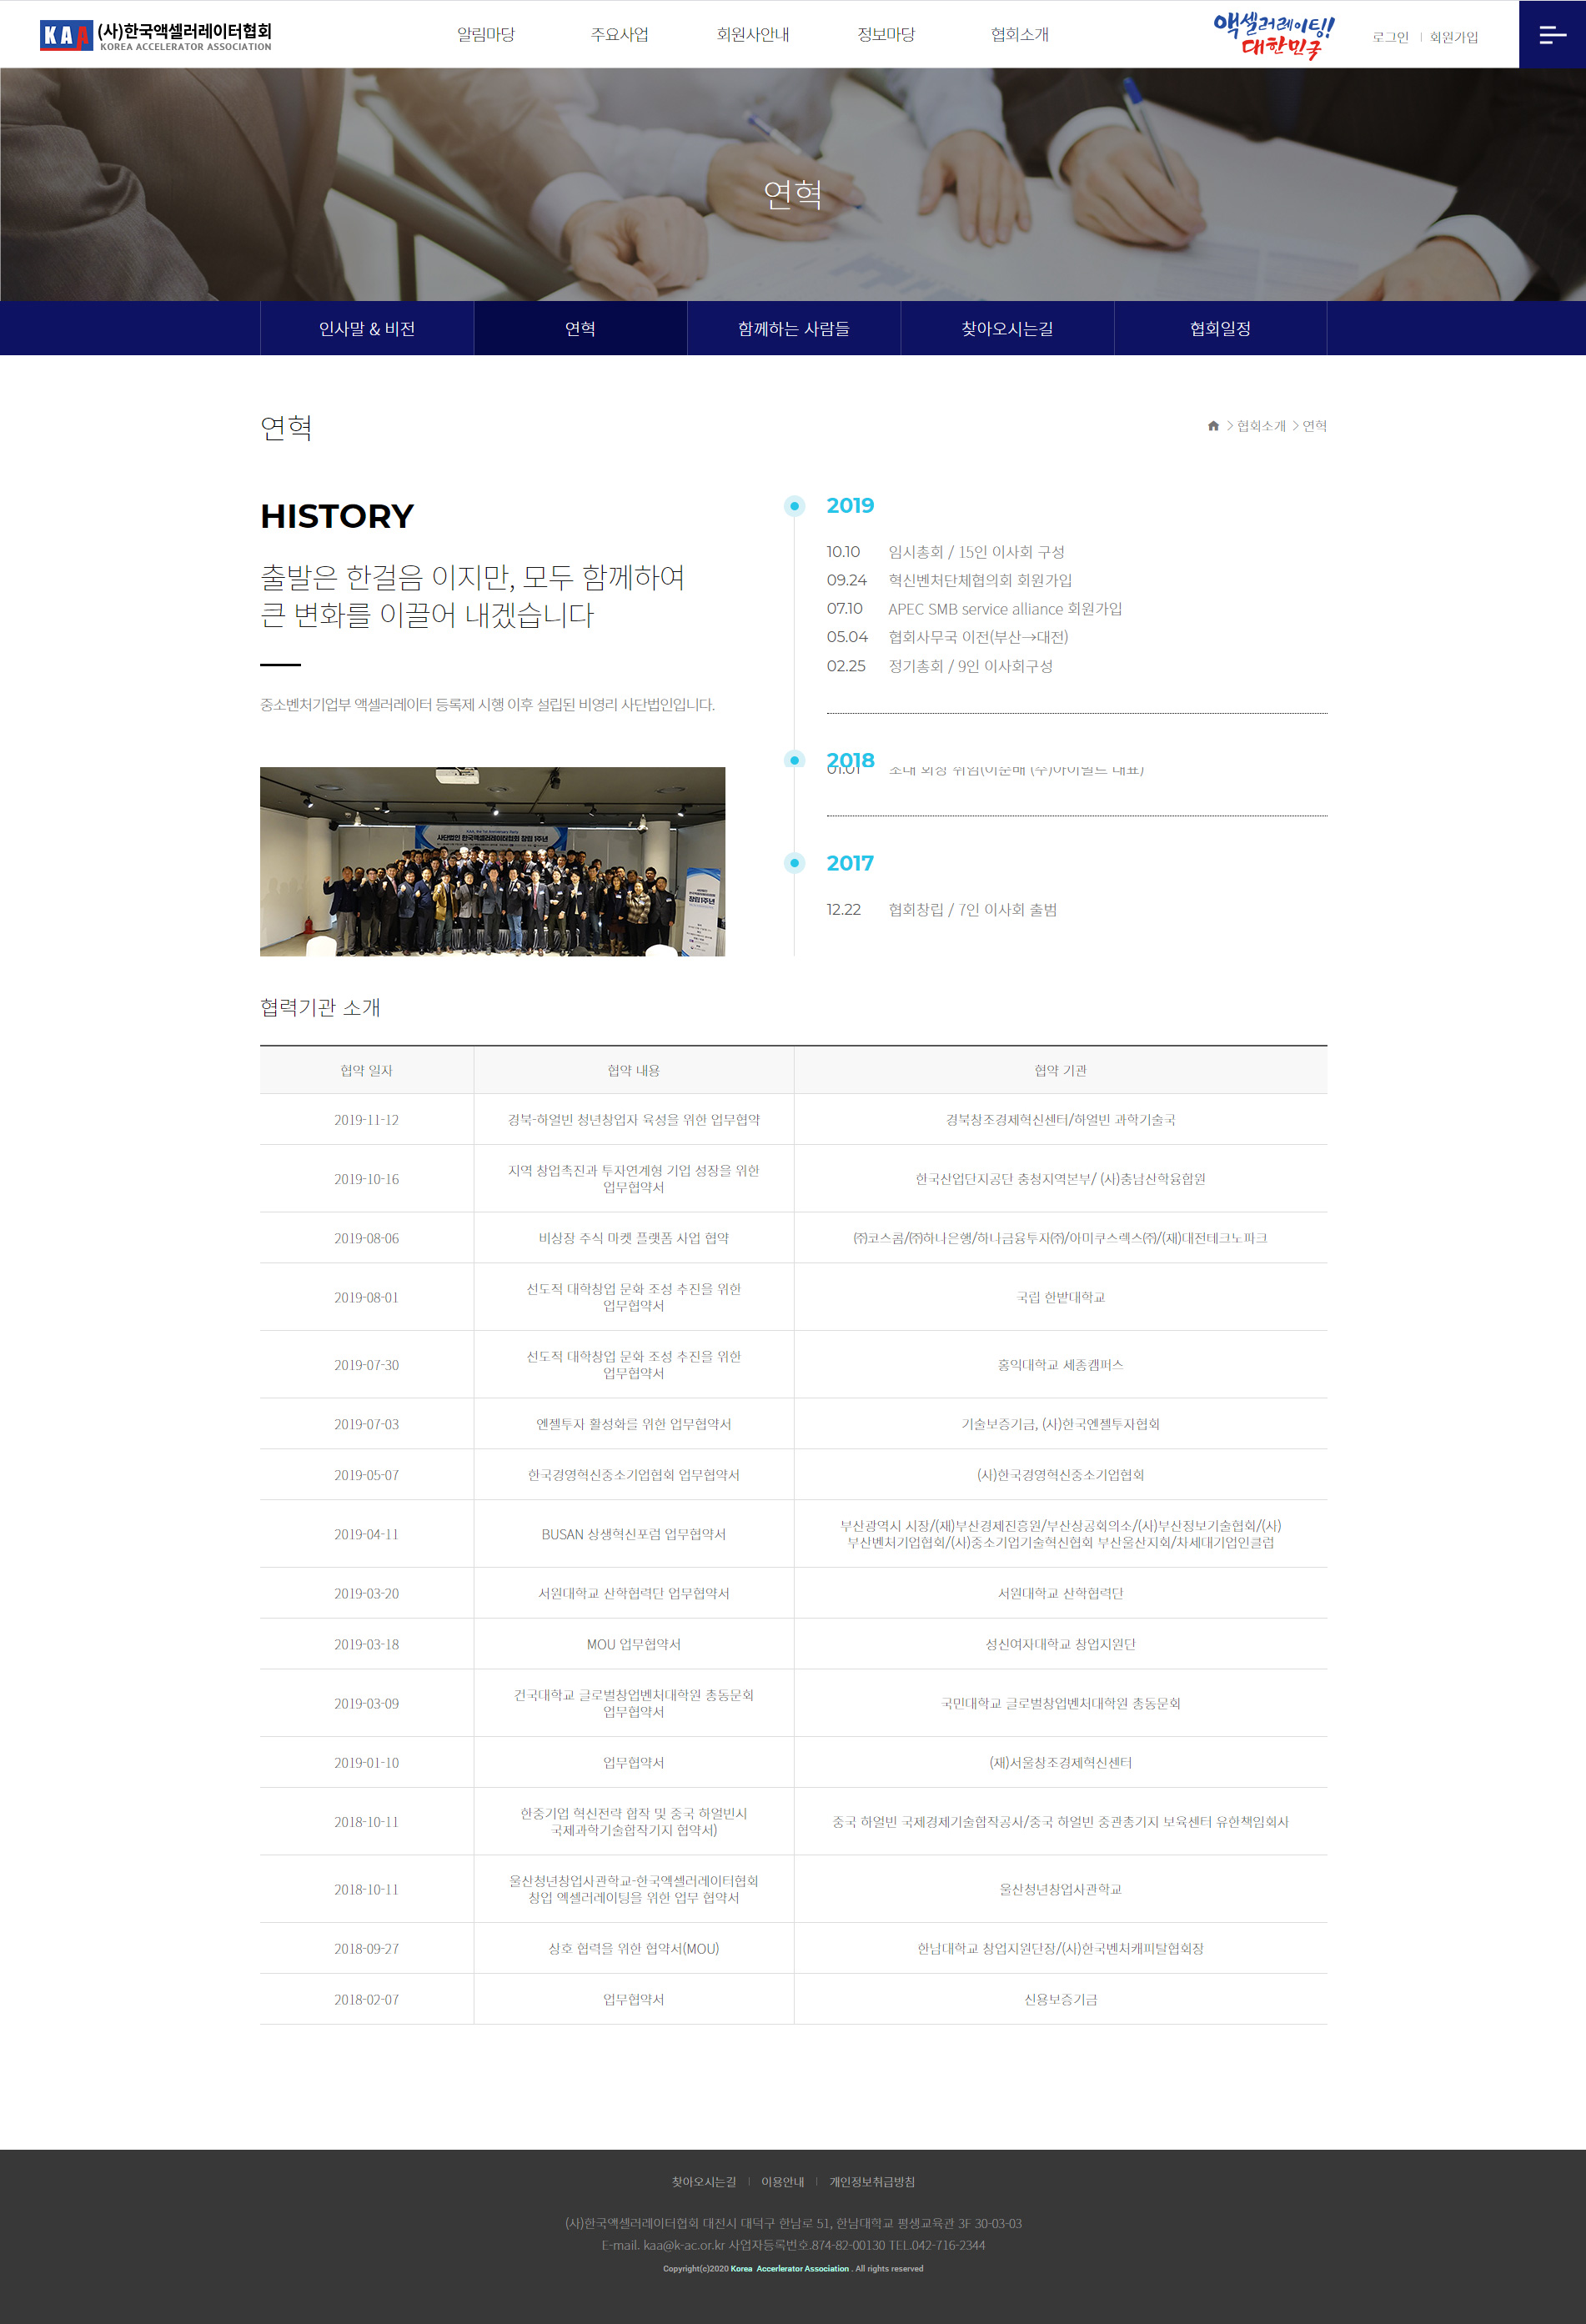 KAA (사)한국액셀러레이터협회
KOREA ACCELERATOR ASSOCIATION
알림마당 주요사업 회원사안내 정보마당 협회소개
액셀러레이팅!
대한민국
로그인 | 회원가입
연혁
인사말 & 비전 연혁 함께하는 사람들 찾아오시는길 협회일정
연혁
> 협회소개 > 연혁
HISTORY
출발은 한걸음 이지만, 모두 함께하여
큰 변화를 이끌어 내겠습니다
중소벤처기업부 액셀러레이터 등록제 시행 이후 설립된 비영리 사단법인입니다.
사단법인 한국액셀러레이터협회 창립 1주년
창립 1주년
2019
10.10 임시총회 / 15인 이사회 구성
09.24 혁신벤처단체협의회 회원가입
07.10 APEC SMB service alliance 회원가입
05.04 협회사무국 이전(부산→대전)
02.25 정기총회 / 9인 이사회구성
2018
01.01 초대 회장 취임(이준배 (주)아이빌트 대표)
2017
12.22 협회창립 / 7인 이사회 출범
협력기관 소개
협약 일자 협약 내용 협약 기관
2019-11-12 경북-하얼빈 청년창업자 육성을 위한 업무협약 경북창조경제혁신센터/하얼빈 과학기술국
2019-10-16 지역 창업촉진과 투자연계형 기업 성장을 위한
업무협약서 한국산업단지공단 충청지역본부/ (사)충남산학융합원
2019-08-06 비상장 주식 마켓 플랫폼 사업 협약 ㈜코스콤/㈜하나은행/하나금융투자㈜/아미쿠스렉스㈜/(재)대전테크노파크
2019-08-01 선도적 대학창업 문화 조성 추진을 위한
업무협약서 국립 한밭대학교
2019-07-30 선도적 대학창업 문화 조성 추진을 위한
업무협약서 홍익대학교 세종캠퍼스
2019-07-03 엔젤투자 활성화를 위한 업무협약서 기술보증기금, (사)한국엔젤투자협회
2019-05-07 한국경영혁신중소기업협회 업무협약서 (사)한국경영혁신중소기업협회
2019-04-11 BUSAN 상생혁신포럼 업무협약서 부산광역시 시장/(재)부산경제진흥원/부산상공회의소/(사)부산정보기술협회/(사)
부산벤처기업협회/(사)중소기업기술혁신협회 부산울산지회/차세대기업인클럽
2019-03-20 서원대학교 산학협력단 업무협약서 서원대학교 산학협력단
2019-03-18 MOU 업무협약서 성신여자대학교 창업지원단
2019-03-09 건국대학교 글로벌창업벤처대학원 총동문회
업무협약서 국민대학교 글로벌창업벤처대학원 총동문회
2019-01-10 업무협약서 (재)서울창조경제혁신센터
2018-10-11 한중기업 혁신전략 합작 및 중국 하얼빈시
국제과학기술합작기지 협약서) 중국 하얼빈 국제경제기술합작공사/중국 하얼빈 중관촌기지 보육센터 유한책임회사
2018-10-11 울산청년창업사관학교-한국액셀러레이터협회
창업 엑셀러레이팅을 위한 업무 협약서 울산청년창업사관학교
2018-09-27 상호 협력을 위한 협약서(MOU) 한남대학교 창업지원단장/(사)한국벤처캐피탈협회장
2018-02-07 업무협약서 신용보증기금
찾아오시는길 | 이용안내 | 개인정보취급방침
(사)한국액셀러레이터협회 대전시 대덕구 한남로 51, 한남대학교 평생교육관 3F 30-03-03
E-mail. kaa@k-ac.or.kr 사업자등록번호.874-82-00130 TEL.042-716-2344
Copyright(c)2020 Korea Accerlerator Association . All rights reserved